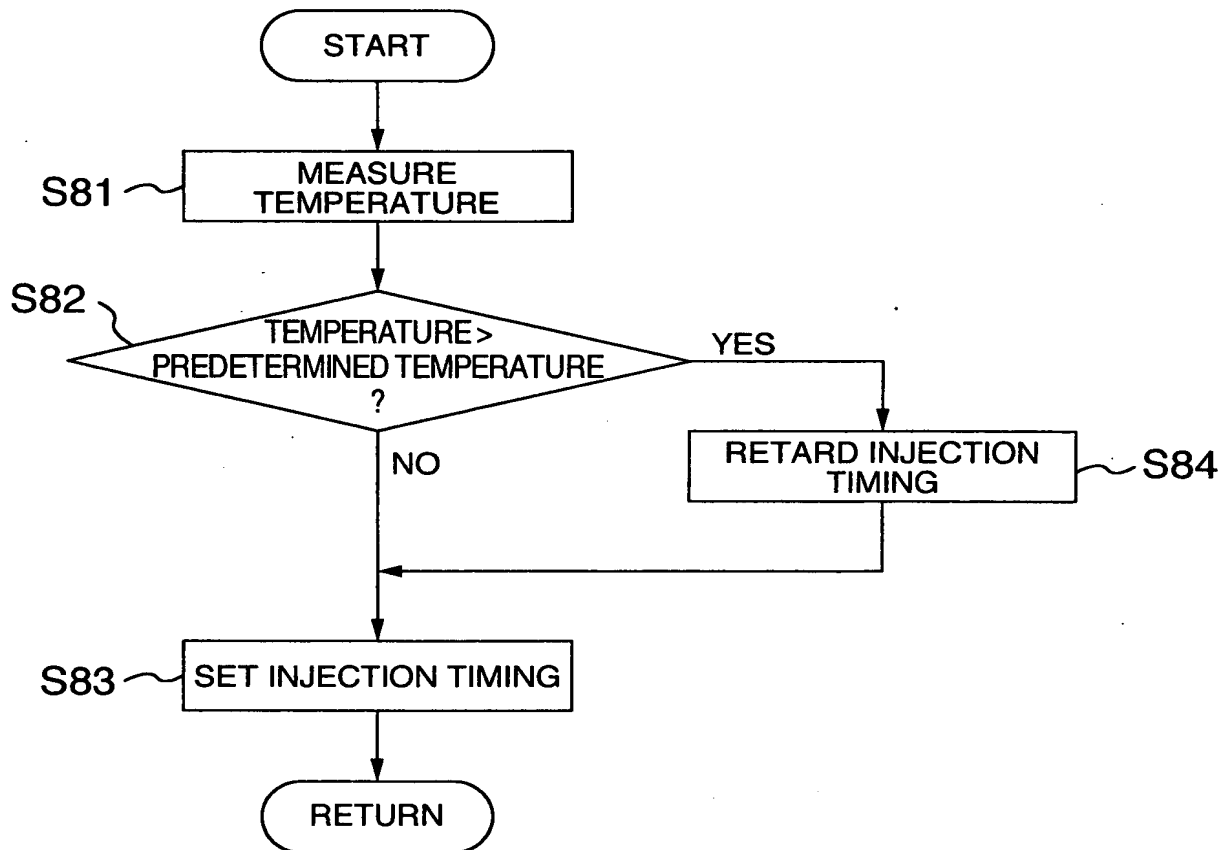 START
S81
MEASURE
TEMPERATURE
S82
TEMPERATURE >
PREDETERMINED TEMPERATURE
?
YES
NO
RETARD INJECTION
TIMING
S84
S83
SET INJECTION TIMING
RETURN